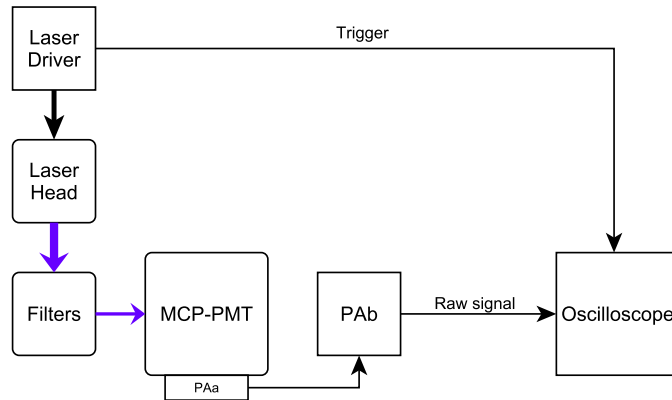 Laser
Driver
Trigger
Laser
Head
Filters
MCP-PMT
PAa
PAb
Raw signal
Oscilloscope